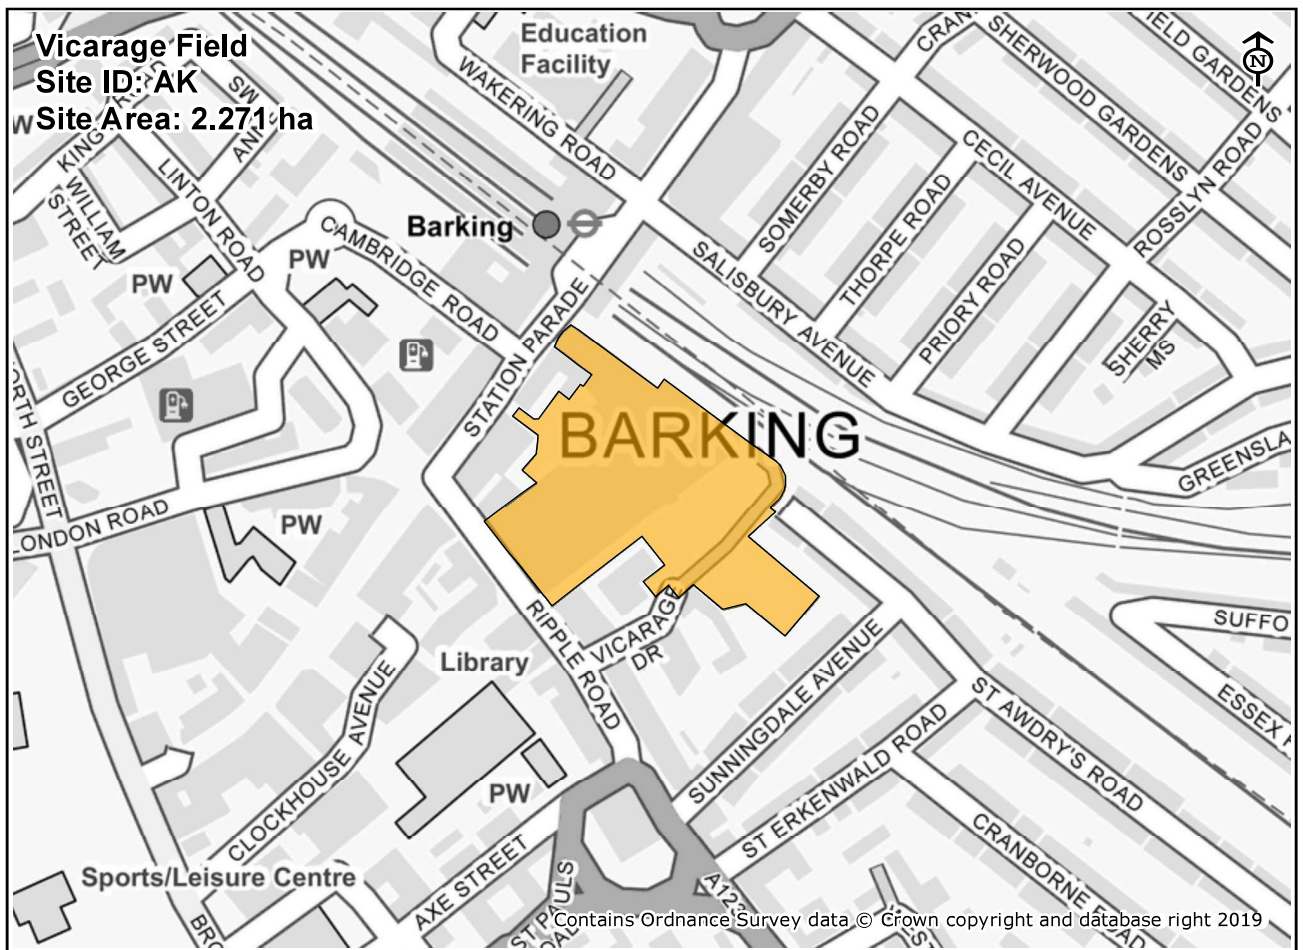 Vicarage Field
Site ID: AK
Site Area: 2.271 ha
N
Education
Facility
WAKERING ROAD
SHERWOOD GARDENS
FIELD GARDENS
CECIL AVENUE
ROSSLYN ROAD
SOMERBY ROAD
THORPE ROAD
PRIORY ROAD
SHERRY
MS
SALISBURY AVENUE
LINTON ROAD
WILLIAM
STREET
PW
PW
Barking
CAMBRIDGE ROAD
GEORGE STREET
STATION PARADE
BARKING
LONDON ROAD
PW
RIPPLE ROAD
VICARAGE
DR
Library
CLOCKHOUSE AVENUE
PW
SUNNINGDALE AVENUE
ST ERKENWALD ROAD
ST AWDRY'S ROAD
CRANBORNE ROAD
SUFFO
ESSEX
GREENSLA
Sports/Leisure Centre
AXE STREET
ST PAULS
A123
Contains Ordnance Survey data © Crown copyright and database right 2019